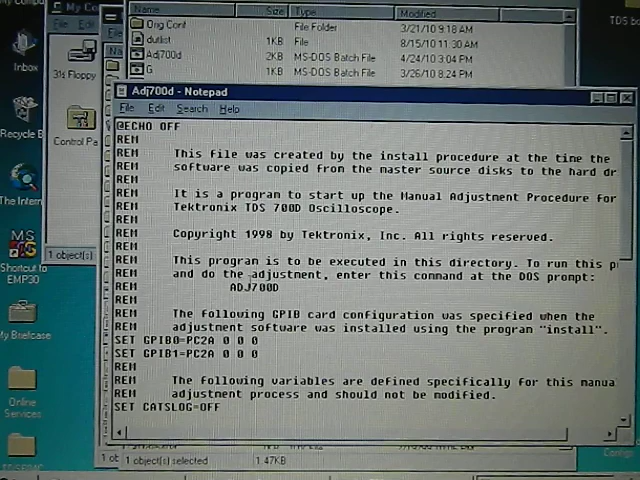 Name Size Type Modified
Orig Conf File Folder 3/21/10 9:18 AM
dutlist 1KB File 8/15/10 11:30 AM
Adj700d 2KB MS-DOS Batch File 4/24/10 3:04 PM
G 1KB MS-DOS Batch File 3/26/10 8:24 PM
File Edit
3½ Floppy
Control Pa
1 object(s)
Inbox
Recycle B
The Intern
MS
Shortcut to
EMP30
My Briefcase
Online
Services
TDS bo
Adj700d - Notepad
File Edit Search Help
@ECHO OFF
REM
REM This file was created by the install procedure at the time the
REM software was copied from the master source disks to the hard dr
REM
REM It is a program to start up the Manual Adjustment Procedure for
REM Tektronix TDS 700D Oscilloscope.
REM
REM Copyright 1998 by Tektronix, Inc. All rights reserved.
REM
REM This program is to be executed in this directory. To run this p
REM and do the adjustment, enter this command at the DOS prompt:
REM ADJ700D
REM
REM The following GPIB card configuration was specified when the
REM adjustment software was installed using the program "install".
SET GPIB0=PC2A 0 0 0
SET GPIB1=PC2A 0 0 0
REM
REM The following variables are defined specifically for this manua
REM adjustment process and should not be modified.
SET CATSLOG=OFF
1 ob
1 object(s) selected 1.47KB
Configs